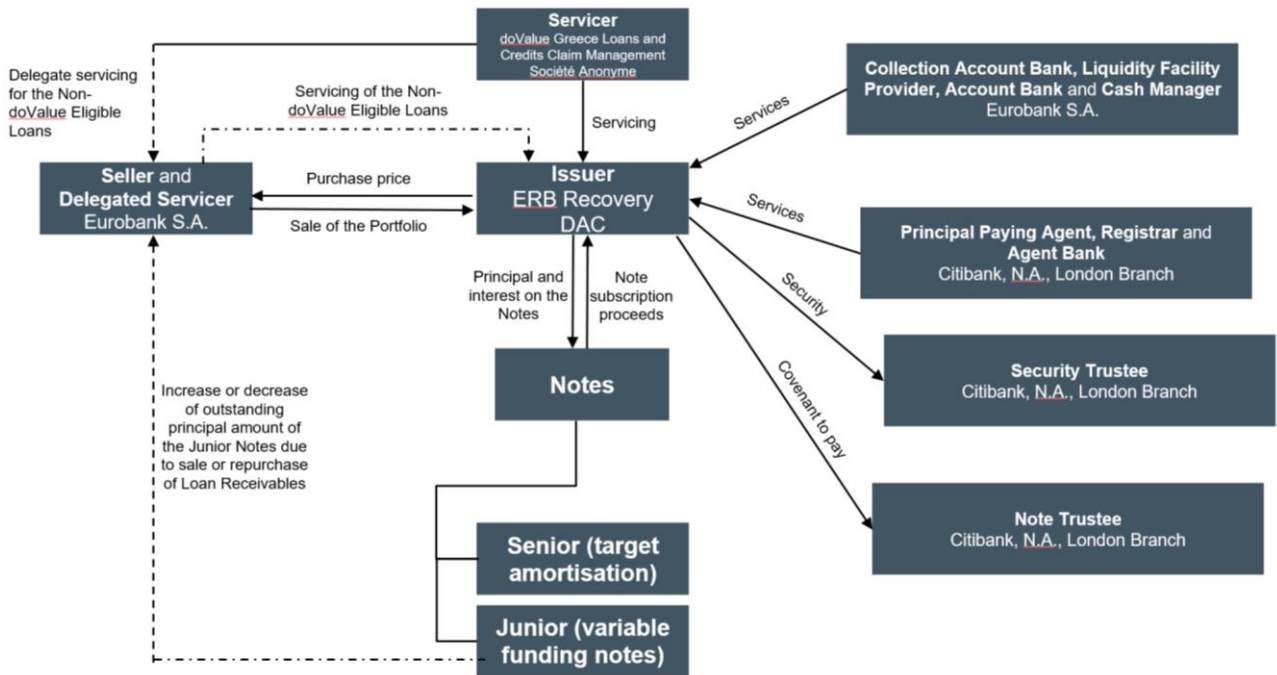 Servicer
doValue Greece Loans and
Credits Claim Management
Société Anonyme
Delegate servicing
for the Non-
doValue Eligible
Loans
Servicing of the Non-
doValue Eligible Loans
Servicing
Services
Collection Account Bank, Liquidity Facility
Provider, Account Bank and Cash Manager
Eurobank S.A.
Seller and
Delegated Servicer
Eurobank S.A.
Purchase price
Sale of the Portfolio
Issuer
ERB Recovery
DAC
Services
Principal Paying Agent, Registrar and
Agent Bank
Citibank, N.A., London Branch
Principal and
interest on the
Notes
Note
subscription
proceeds
Security
Security Trustee
Citibank, N.A., London Branch
Notes
Covenant to pay
Increase or decrease
of outstanding
principal amount of
the Junior Notes due
to sale or repurchase
of Loan Receivables
Note Trustee
Citibank, N.A., London Branch
Senior (target
amortisation)
Junior (variable
funding notes)